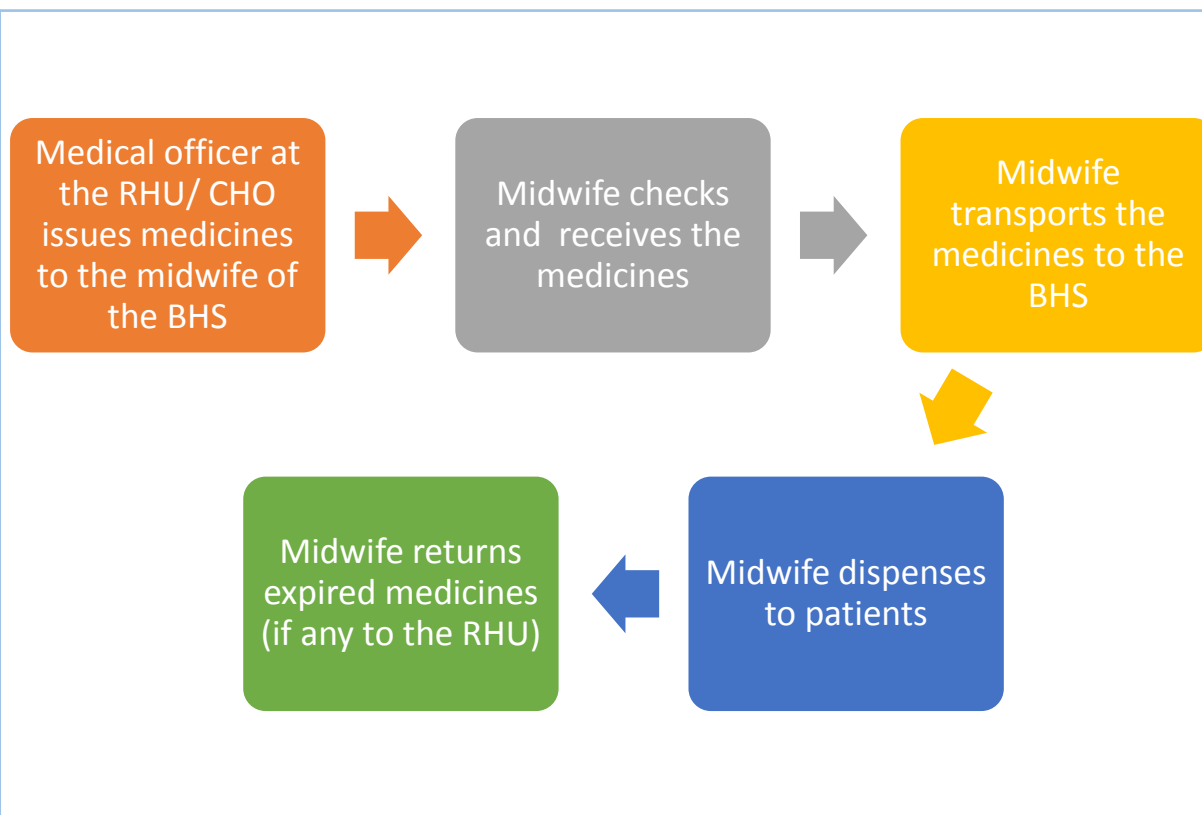 Medical officer at
the RHU/ CHO
issues medicines
to the midwife of
the BHS
Midwife checks
and  receives the
medicines
Midwife
transports the
medicines to the
BHS
Midwife dispenses
to patients
Midwife returns
expired medicines
(if any to the RHU)